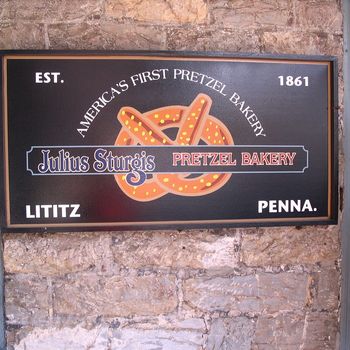 EST. 1861
AMERICA'S FIRST PRETZEL BAKERY
Julius Sturgis PRETZEL BAKERY
LITITZ PENNA.